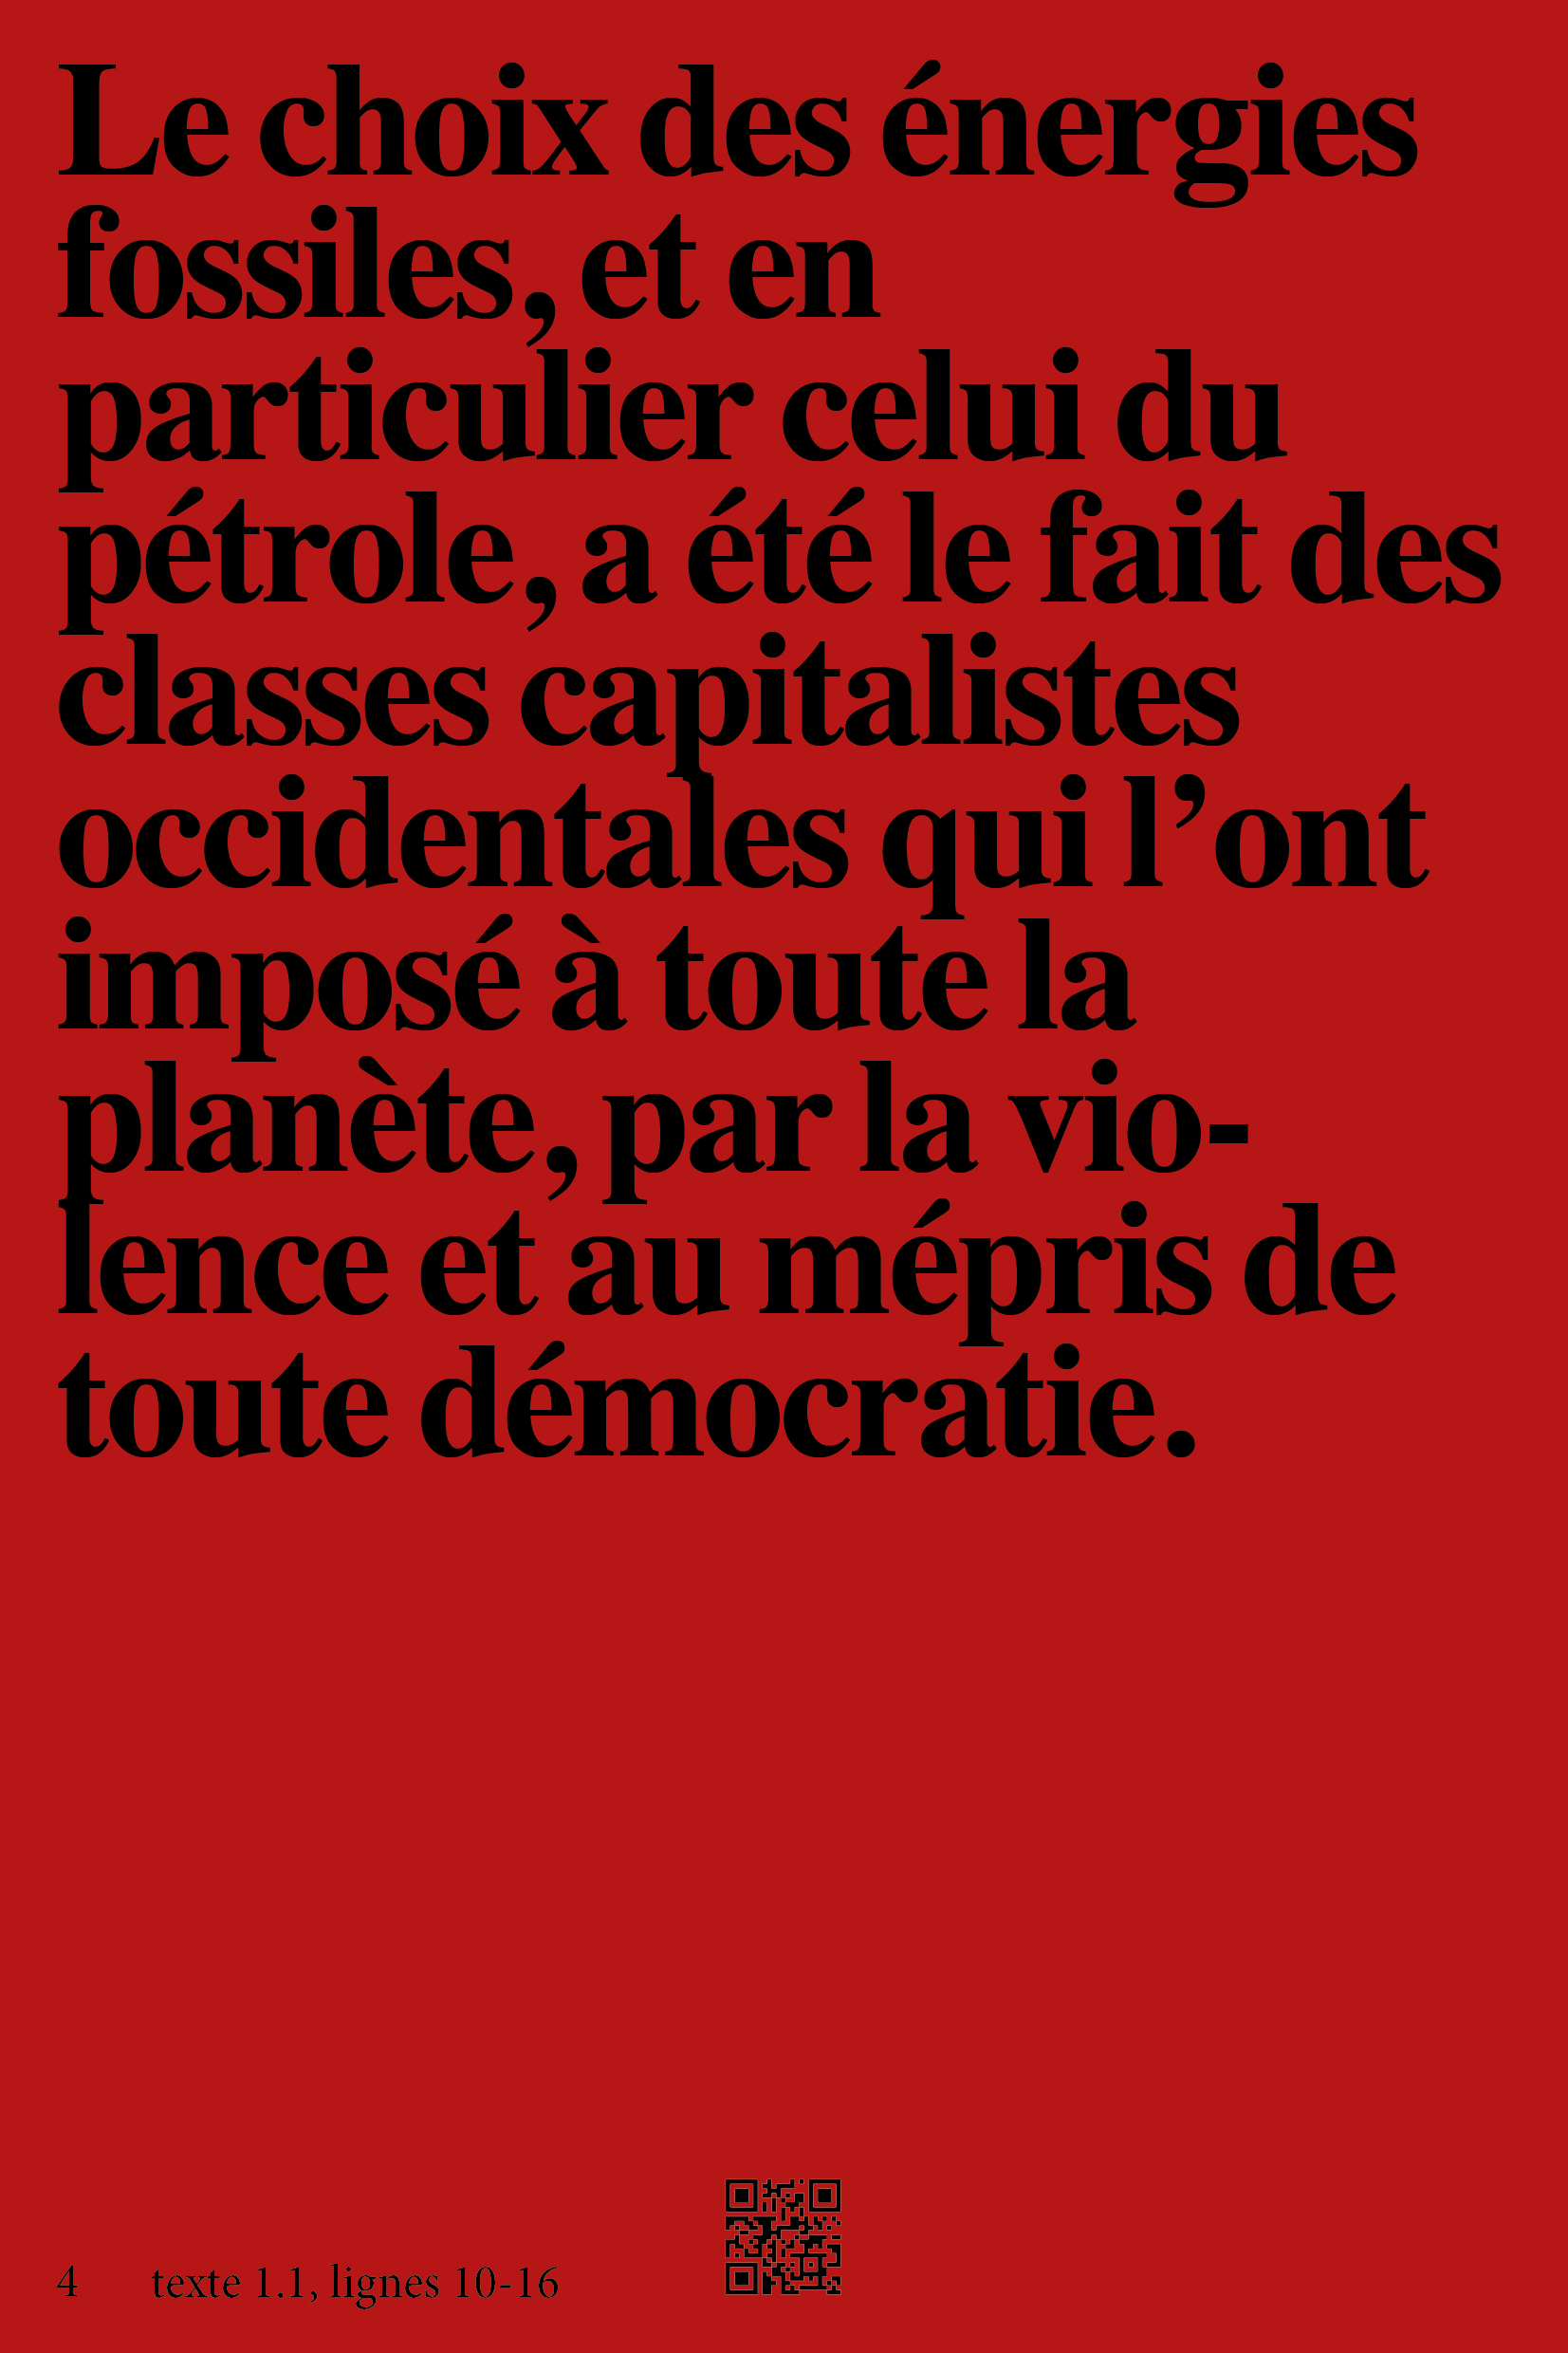 Le choix des énergies
fossiles, et en
particulier celui du
pétrole, a été le fait des
classes capitalistes
occidentales qui l’ont
imposé à toute la
planète, par la vio-
lence et au mépris de
toute démocratie.
4 texte 1.1, lignes 10-16